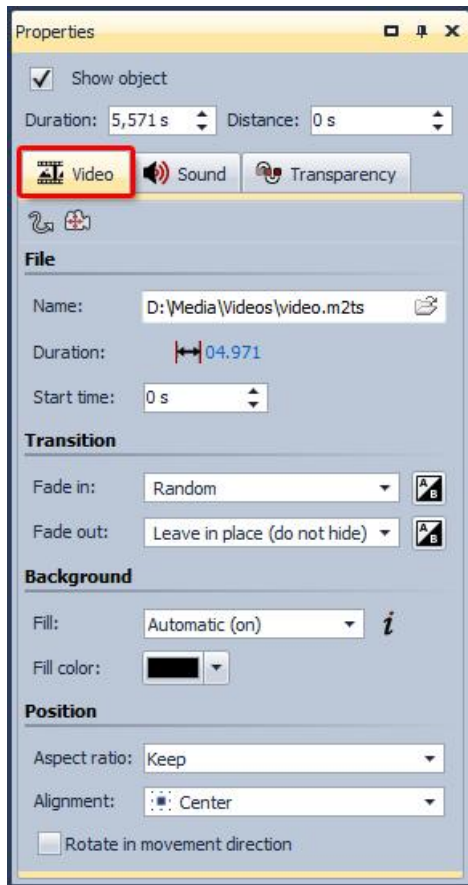 Properties
Show object
Duration: 5,571 s Distance: 0 s
Video Sound Transparency
File
Name: D:\Media\Videos\video.m2ts
Duration: 04.971
Start time: 0 s
Transition
Fade in: Random A B
Fade out: Leave in place (do not hide) A B
Background
Fill: Automatic (on) i
Fill color:
Position
Aspect ratio: Keep
Alignment: Center
Rotate in movement direction